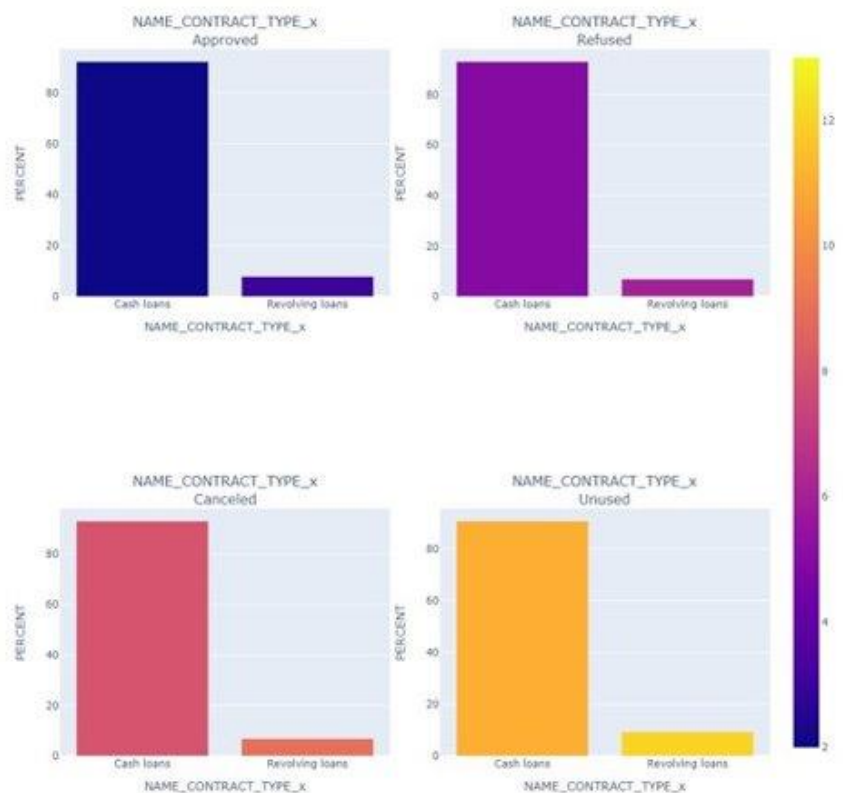 NAME_CONTRACT_TYPE_x
Approved
PERCENT
80
60
40
20
0
Cash loans Revolving loans
NAME_CONTRACT_TYPE_x
NAME_CONTRACT_TYPE_x
Refused
PERCENT
80
60
40
20
0
Cash loans Revolving loans
NAME_CONTRACT_TYPE_x
NAME_CONTRACT_TYPE_x
Canceled
PERCENT
80
60
40
20
0
Cash loans Revolving loans
NAME_CONTRACT_TYPE_x
NAME_CONTRACT_TYPE_x
Unused
PERCENT
80
60
40
20
0
Cash loans Revolving loans
NAME_CONTRACT_TYPE_x
12
10
8
6
4
2